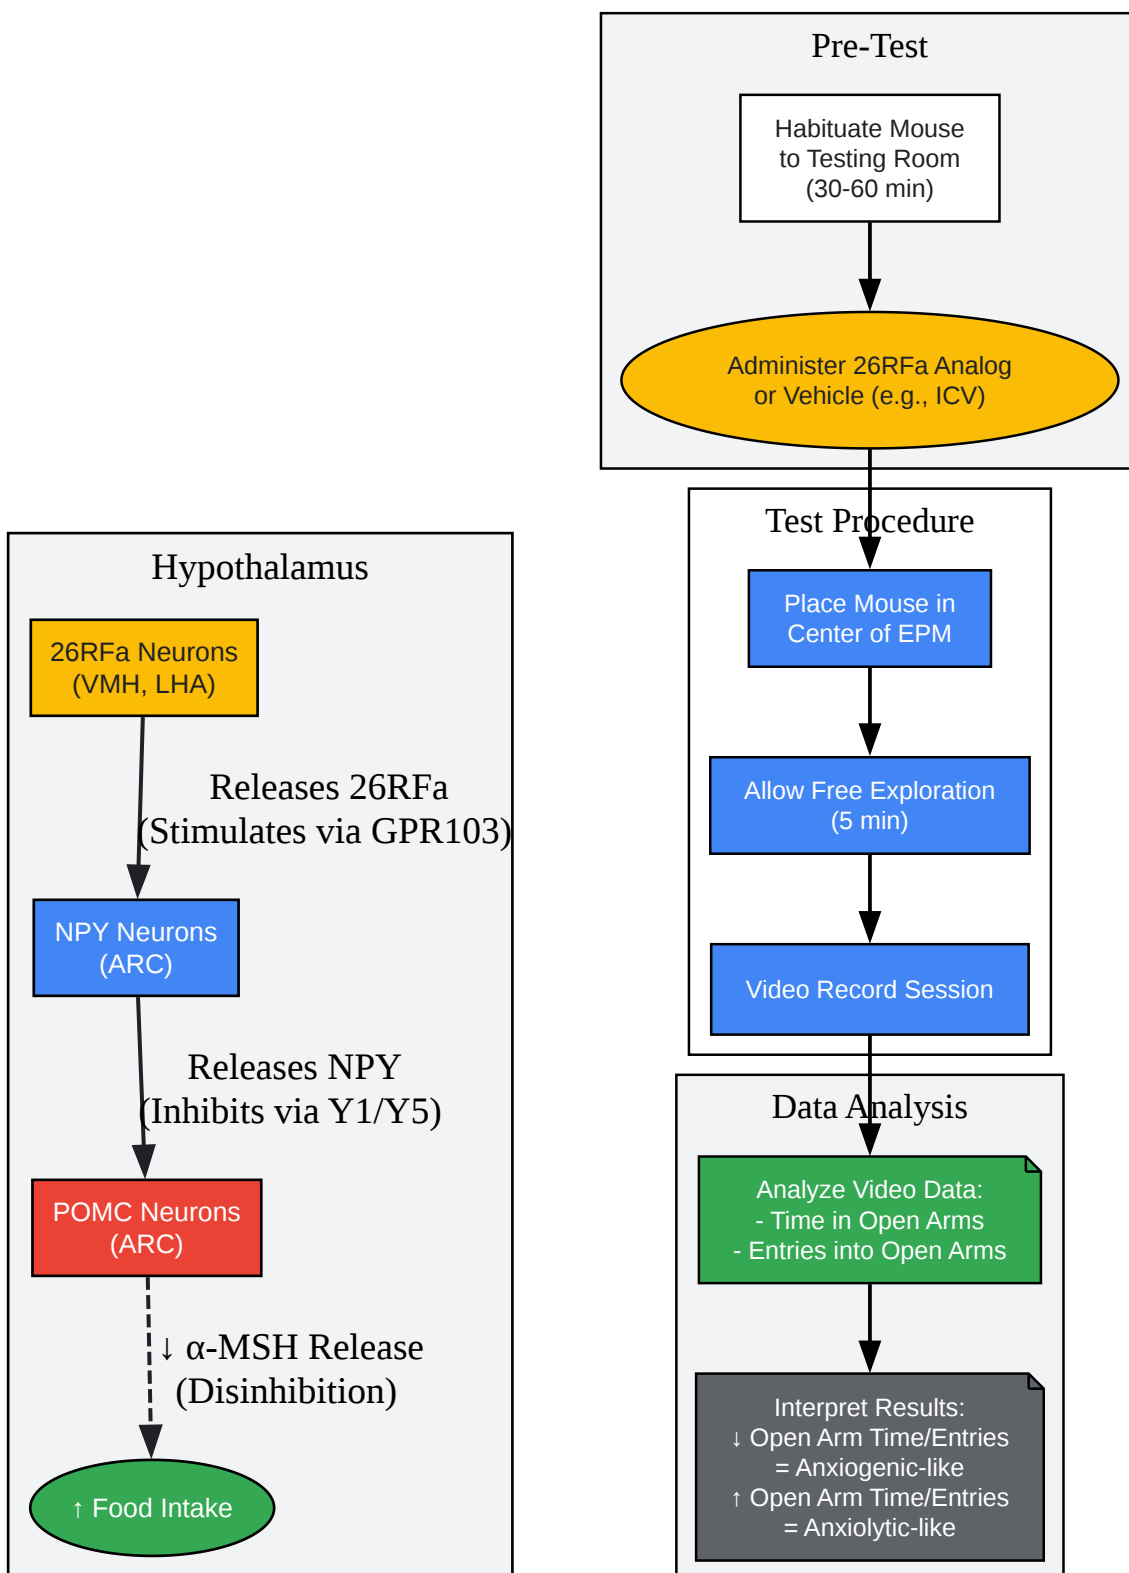 Pre-Test
Habituate Mouse
to Testing Room
(30-60 min)
Administer 26RFa Analog
or Vehicle (e.g., ICV)
Test Procedure
Place Mouse in
Center of EPM
Allow Free Exploration
(5 min)
Video Record Session
Data Analysis
Analyze Video Data:
- Time in Open Arms
- Entries into Open Arms
Interpret Results:
↓ Open Arm Time/Entries
= Anxiogenic-like
↑ Open Arm Time/Entries
= Anxiolytic-like
Hypothalamus
26RFa Neurons
(VMH, LHA)
Releases 26RFa
(Stimulates via GPR103)
NPY Neurons
(ARC)
Releases NPY
(Inhibits via Y1/Y5)
POMC Neurons
(ARC)
↓ α-MSH Release
(Disinhibition)
↑ Food Intake